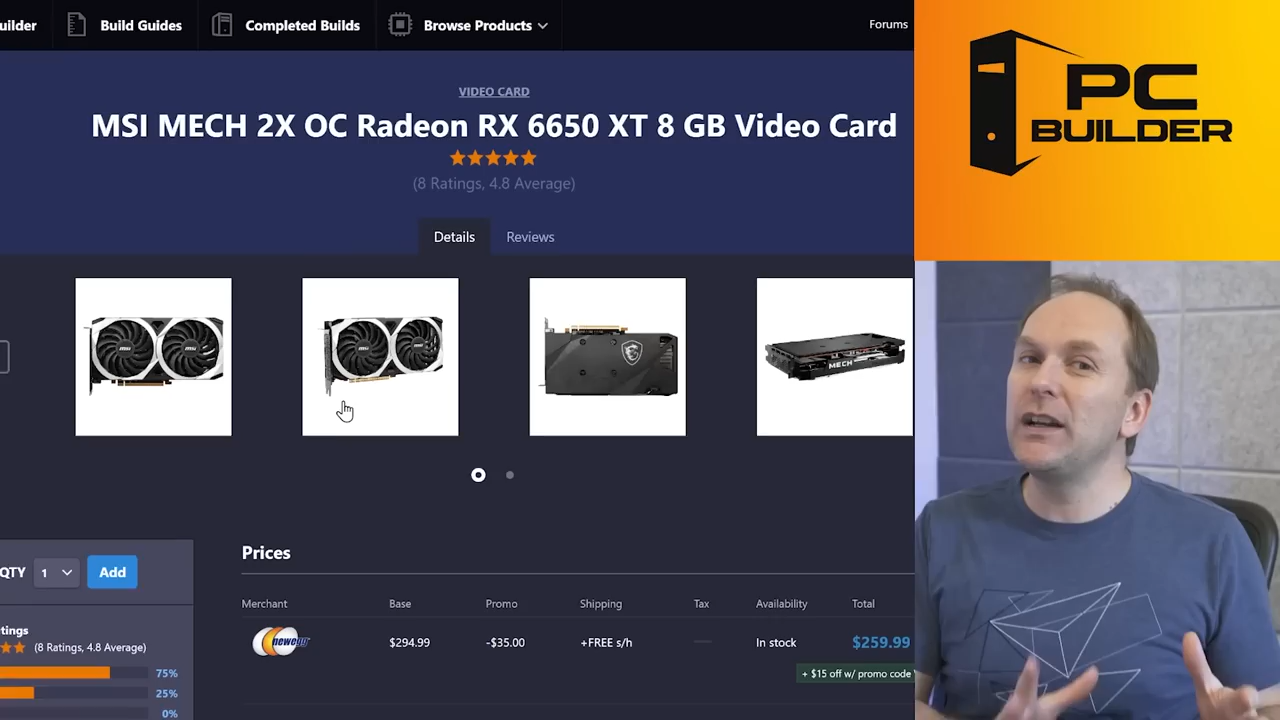 uilder
Build Guides
Completed Builds
Browse Products
Forums
PC
BUILDER
VIDEO CARD
MSI MECH 2X OC Radeon RX 6650 XT 8 GB Video Card
(8 Ratings, 4.8 Average)
Details
Reviews
msi
MECH
QTY
1
Add
Prices
Merchant
Base
Promo
Shipping
Tax
Availability
Total
newegg
$294.99
-$35.00
+FREE s/h
In stock
$259.99
+ $15 off w/ promo code
tings
(8 Ratings, 4.8 Average)
75%
25%
0%